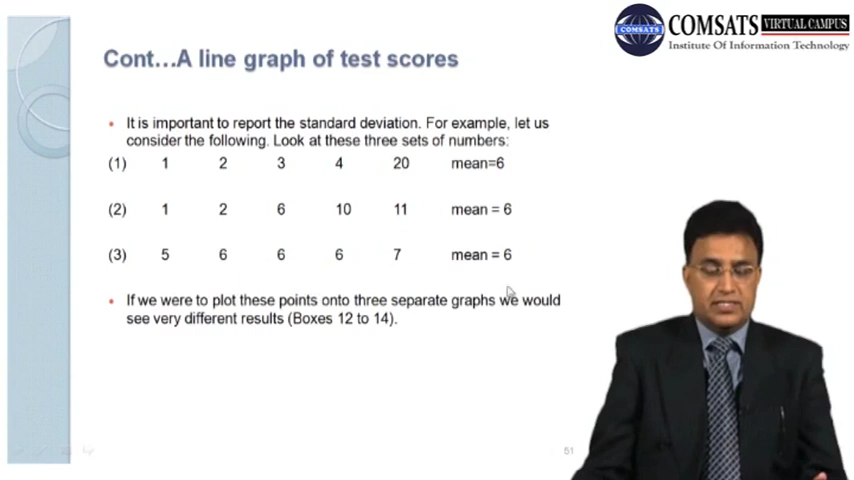 COMSATS VIRTUAL CAMPUS
COMSATS
Institute Of Information Technology
Cont…A line graph of test scores
• It is important to report the standard deviation. For example, let us
consider the following. Look at these three sets of numbers:
(1) 1 2 3 4 20 mean=6
(2) 1 2 6 10 11 mean = 6
(3) 5 6 6 6 7 mean = 6
• If we were to plot these points onto three separate graphs we would
see very different results (Boxes 12 to 14).
51